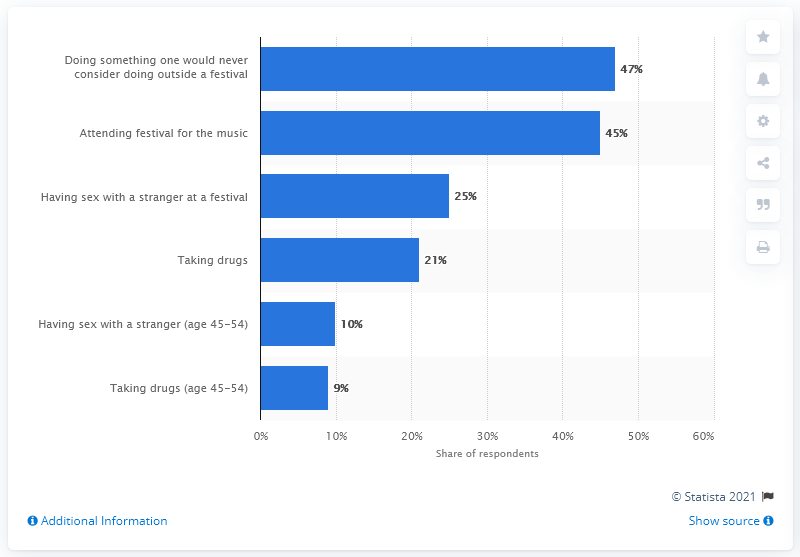 Doing something one would never
consider doing outside a festival
47%
Attending festival for the music
45%
Having sex with a stranger at a festival
25%
Taking drugs
21%
Having sex with a stranger (age 45-54)
10%
Taking drugs (age 45-54)
9%
0% 10% 20% 30% 40% 50% 60%
Share of respondents
© Statista 2021
Additional Information
Show source